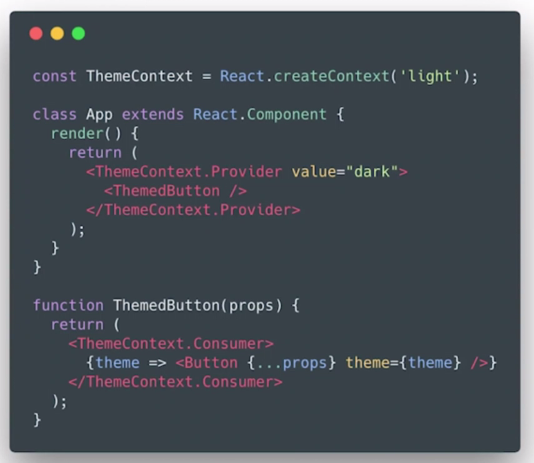 const ThemeContext = React.createContext('light');
class App extends React.Component {
render() {
return (
<ThemeContext.Provider value="dark">
<ThemedButton />
</ThemeContext.Provider>
);
}
}
function ThemedButton(props) {
return (
<ThemeContext.Consumer>
{theme => <Button {...props} theme={theme} />}
</ThemeContext.Consumer>
);
}